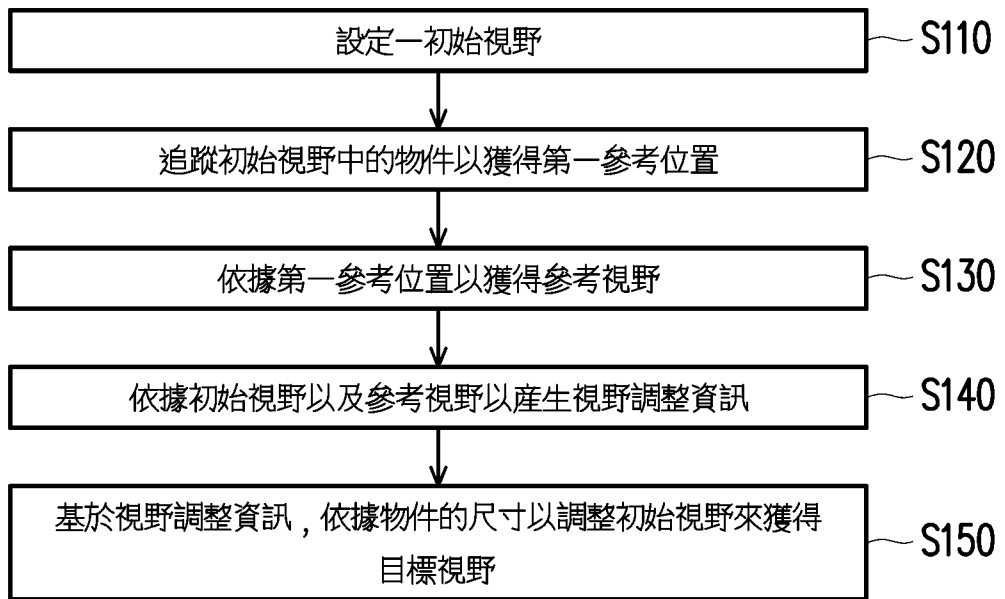 設定一初始視野
S110
追蹤初始視野中的物件以獲得第一參考位置
S120
依據第一參考位置以獲得參考視野
S130
依據初始視野以及參考視野以產生視野調整資訊
S140
基於視野調整資訊，依據物件的尺寸以調整初始視野來獲得
目標視野
S150